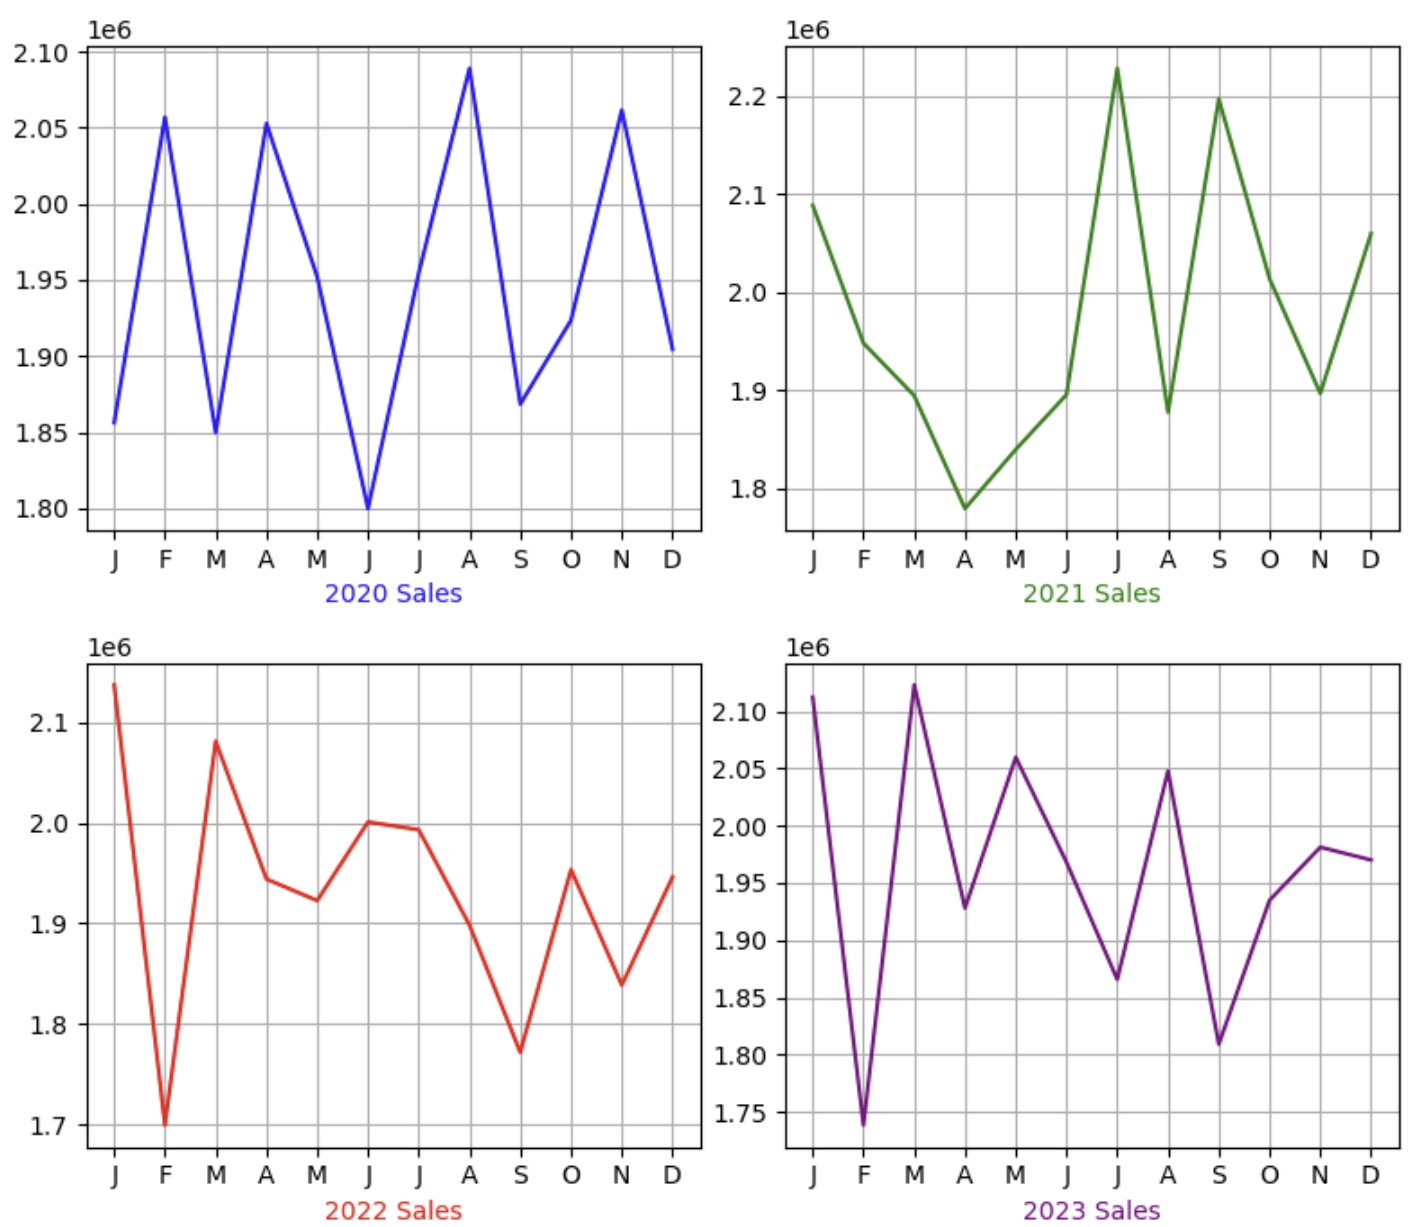 1e6
2.10
2.05
2.00
1.95
1.90
1.85
1.80
J F M A M J J A S O N D
2020 Sales
1e6
2.2
2.1
2.0
1.9
1.8
J F M A M J J A S O N D
2021 Sales
1e6
2.1
2.0
1.9
1.8
1.7
J F M A M J J A S O N D
2022 Sales
1e6
2.10
2.05
2.00
1.95
1.90
1.85
1.80
1.75
J F M A M J J A S O N D
2023 Sales